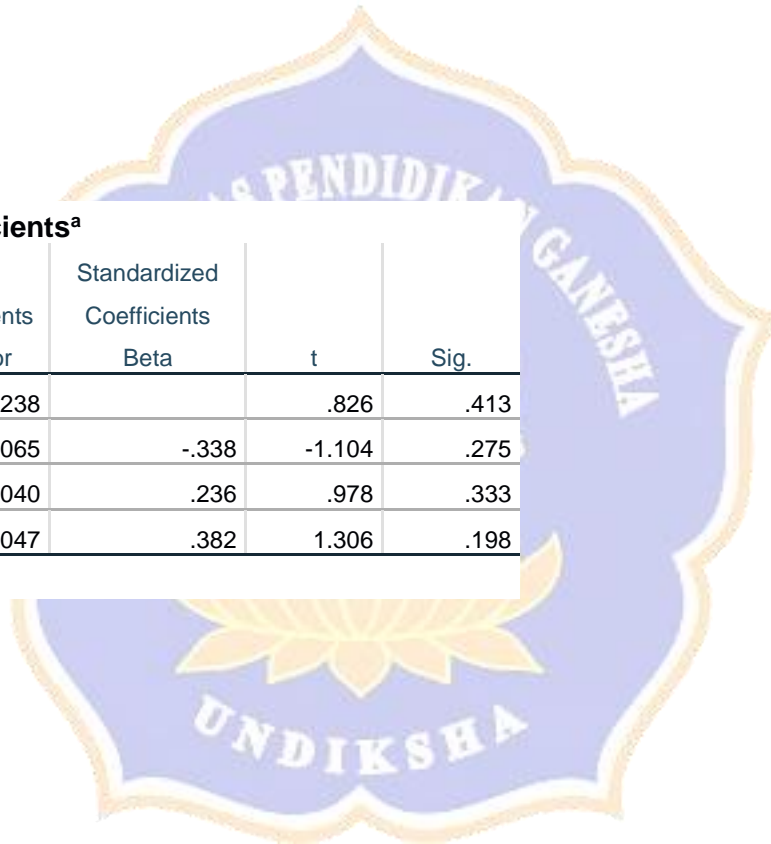 S PENDIDIK
GANESHA
cientsᵃ
Standardized
nts Coefficients
or Beta t Sig.
238 .826 .413
065 -.338 -1.104 .275
040 .236 .978 .333
047 .382 1.306 .198
UNDIKSHA